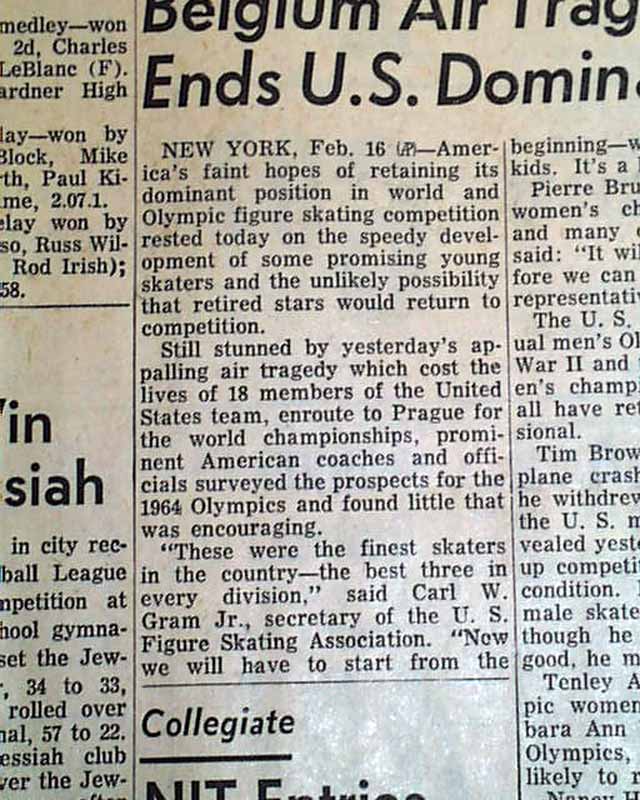 medley—won
2d, Charles
LeBlanc (F).
ardner High
lay—won by
Block, Mike
rth, Paul Ki-
me, 2.07.1.
elay won by
so, Russ Wil-
Rod Irish);
58.
in
siah
in city rec-
ball League
mpetition at
hool gymna-
set the Jew-
, 34 to 33,
rolled over
nal, 57 to 22.
essiah club
ver the Jew-
Belgium Air Trag
Ends U.S. Domin
NEW YORK, Feb. 16 (AP)—Amer-
ica's faint hopes of retaining its
dominant position in world and
Olympic figure skating competition
rested today on the speedy devel-
opment of some promising young
skaters and the unlikely possibility
that retired stars would return to
competition.
Still stunned by yesterday's ap-
palling air tragedy which cost the
lives of 18 members of the United
States team, enroute to Prague for
the world championships, promi-
nent American coaches and offi-
cials surveyed the prospects for the
1964 Olympics and found little that
was encouraging.
"These were the finest skaters
in the country—the best three in
every division," said Carl W.
Gram Jr., secretary of the U. S.
Figure Skating Association. "Now
we will have to start from the
beginning—w
kids. It's a
Pierre Bru
women's ch
and many
said: "It wil
fore we can
representativ
The U. S.
ual men's Ol
War II and
en's champ
all have ret
sional.
Tim Brow
plane crash
he withdrew
the U. S. m
vealed yeste
up competit
condition.
male skate
though he
good, he m
Tenley A
pic women
bara Ann
Olympics,
likely to r
Nancy H
Collegiate
NIT Entries